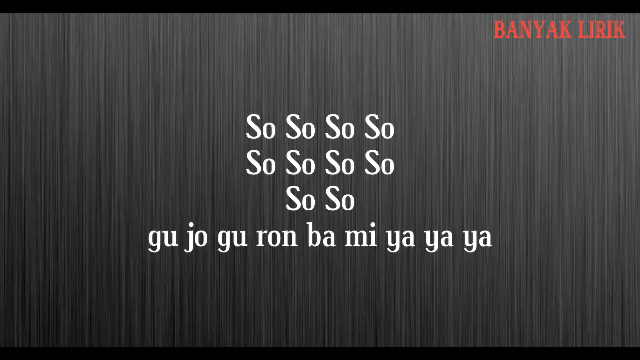 BANYAK LIRIK
So So So So
So So So So
So So
gu jo gu ron ba mi ya ya ya